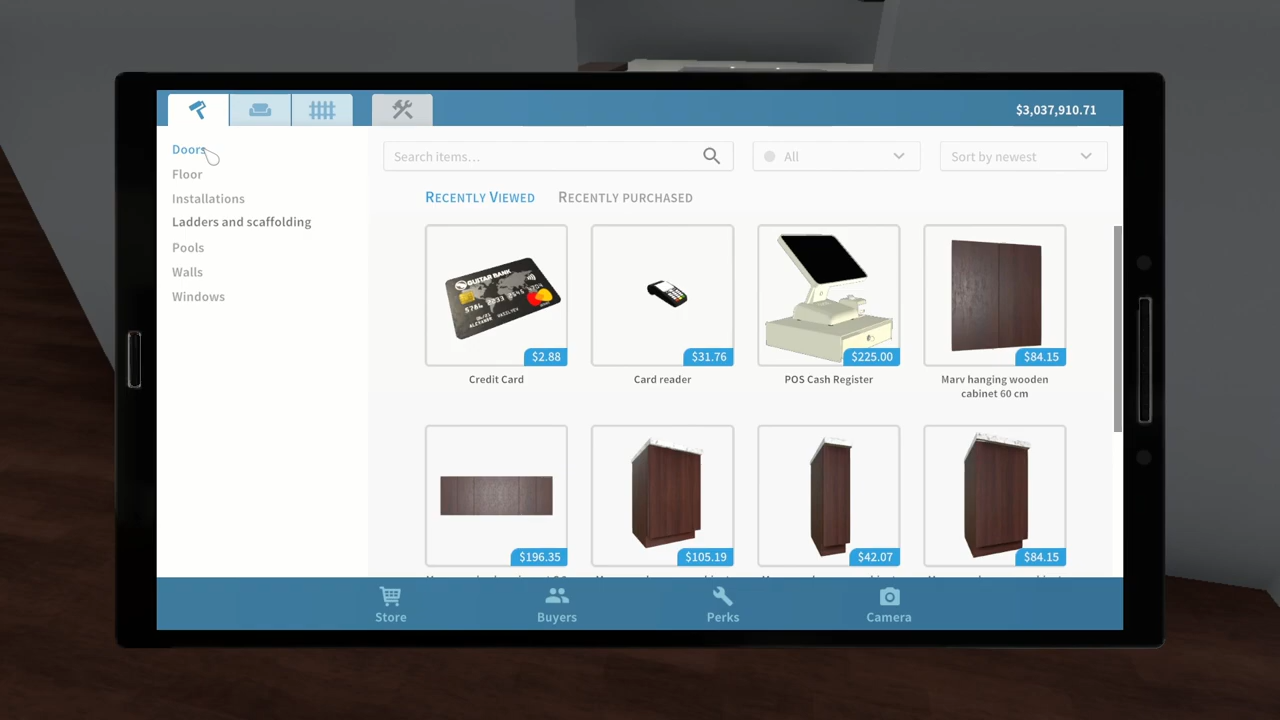 $3,037,910.71
Doors
Floor
Installations
Ladders and scaffolding
Pools
Walls
Windows
Search items...
All
Sort by newest
RECENTLY VIEWED
RECENTLY PURCHASED
GUITAR BANK
$2.88
$31.76
$225.00
$84.15
Credit Card
Card reader
POS Cash Register
Marv hanging wooden
cabinet 60 cm
$196.35
$105.19
$42.07
$84.15
Store
Buyers
Perks
Camera